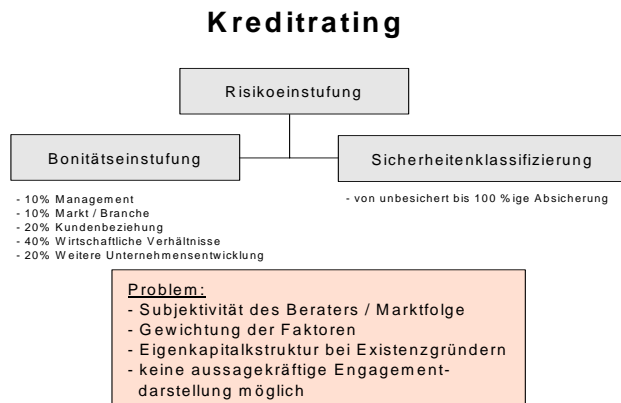 Kreditrating
Risikoeinstufung
Bonitätseinstufung
Sicherheitenklassifizierung
- 10% Management
- 10% Markt / Branche
- 20% Kundenbeziehung
- 40% Wirtschaftliche Verhältnisse
- 20% Weitere Unternehmensentwicklung
- von unbesichert bis 100 %ige Absicherung
Problem:
- Subjektivität des Beraters / Marktfolge
- Gewichtung der Faktoren
- Eigenkapitalstruktur bei Existenzgründern
- keine aussagekräftige Engagement-
darstellung möglich